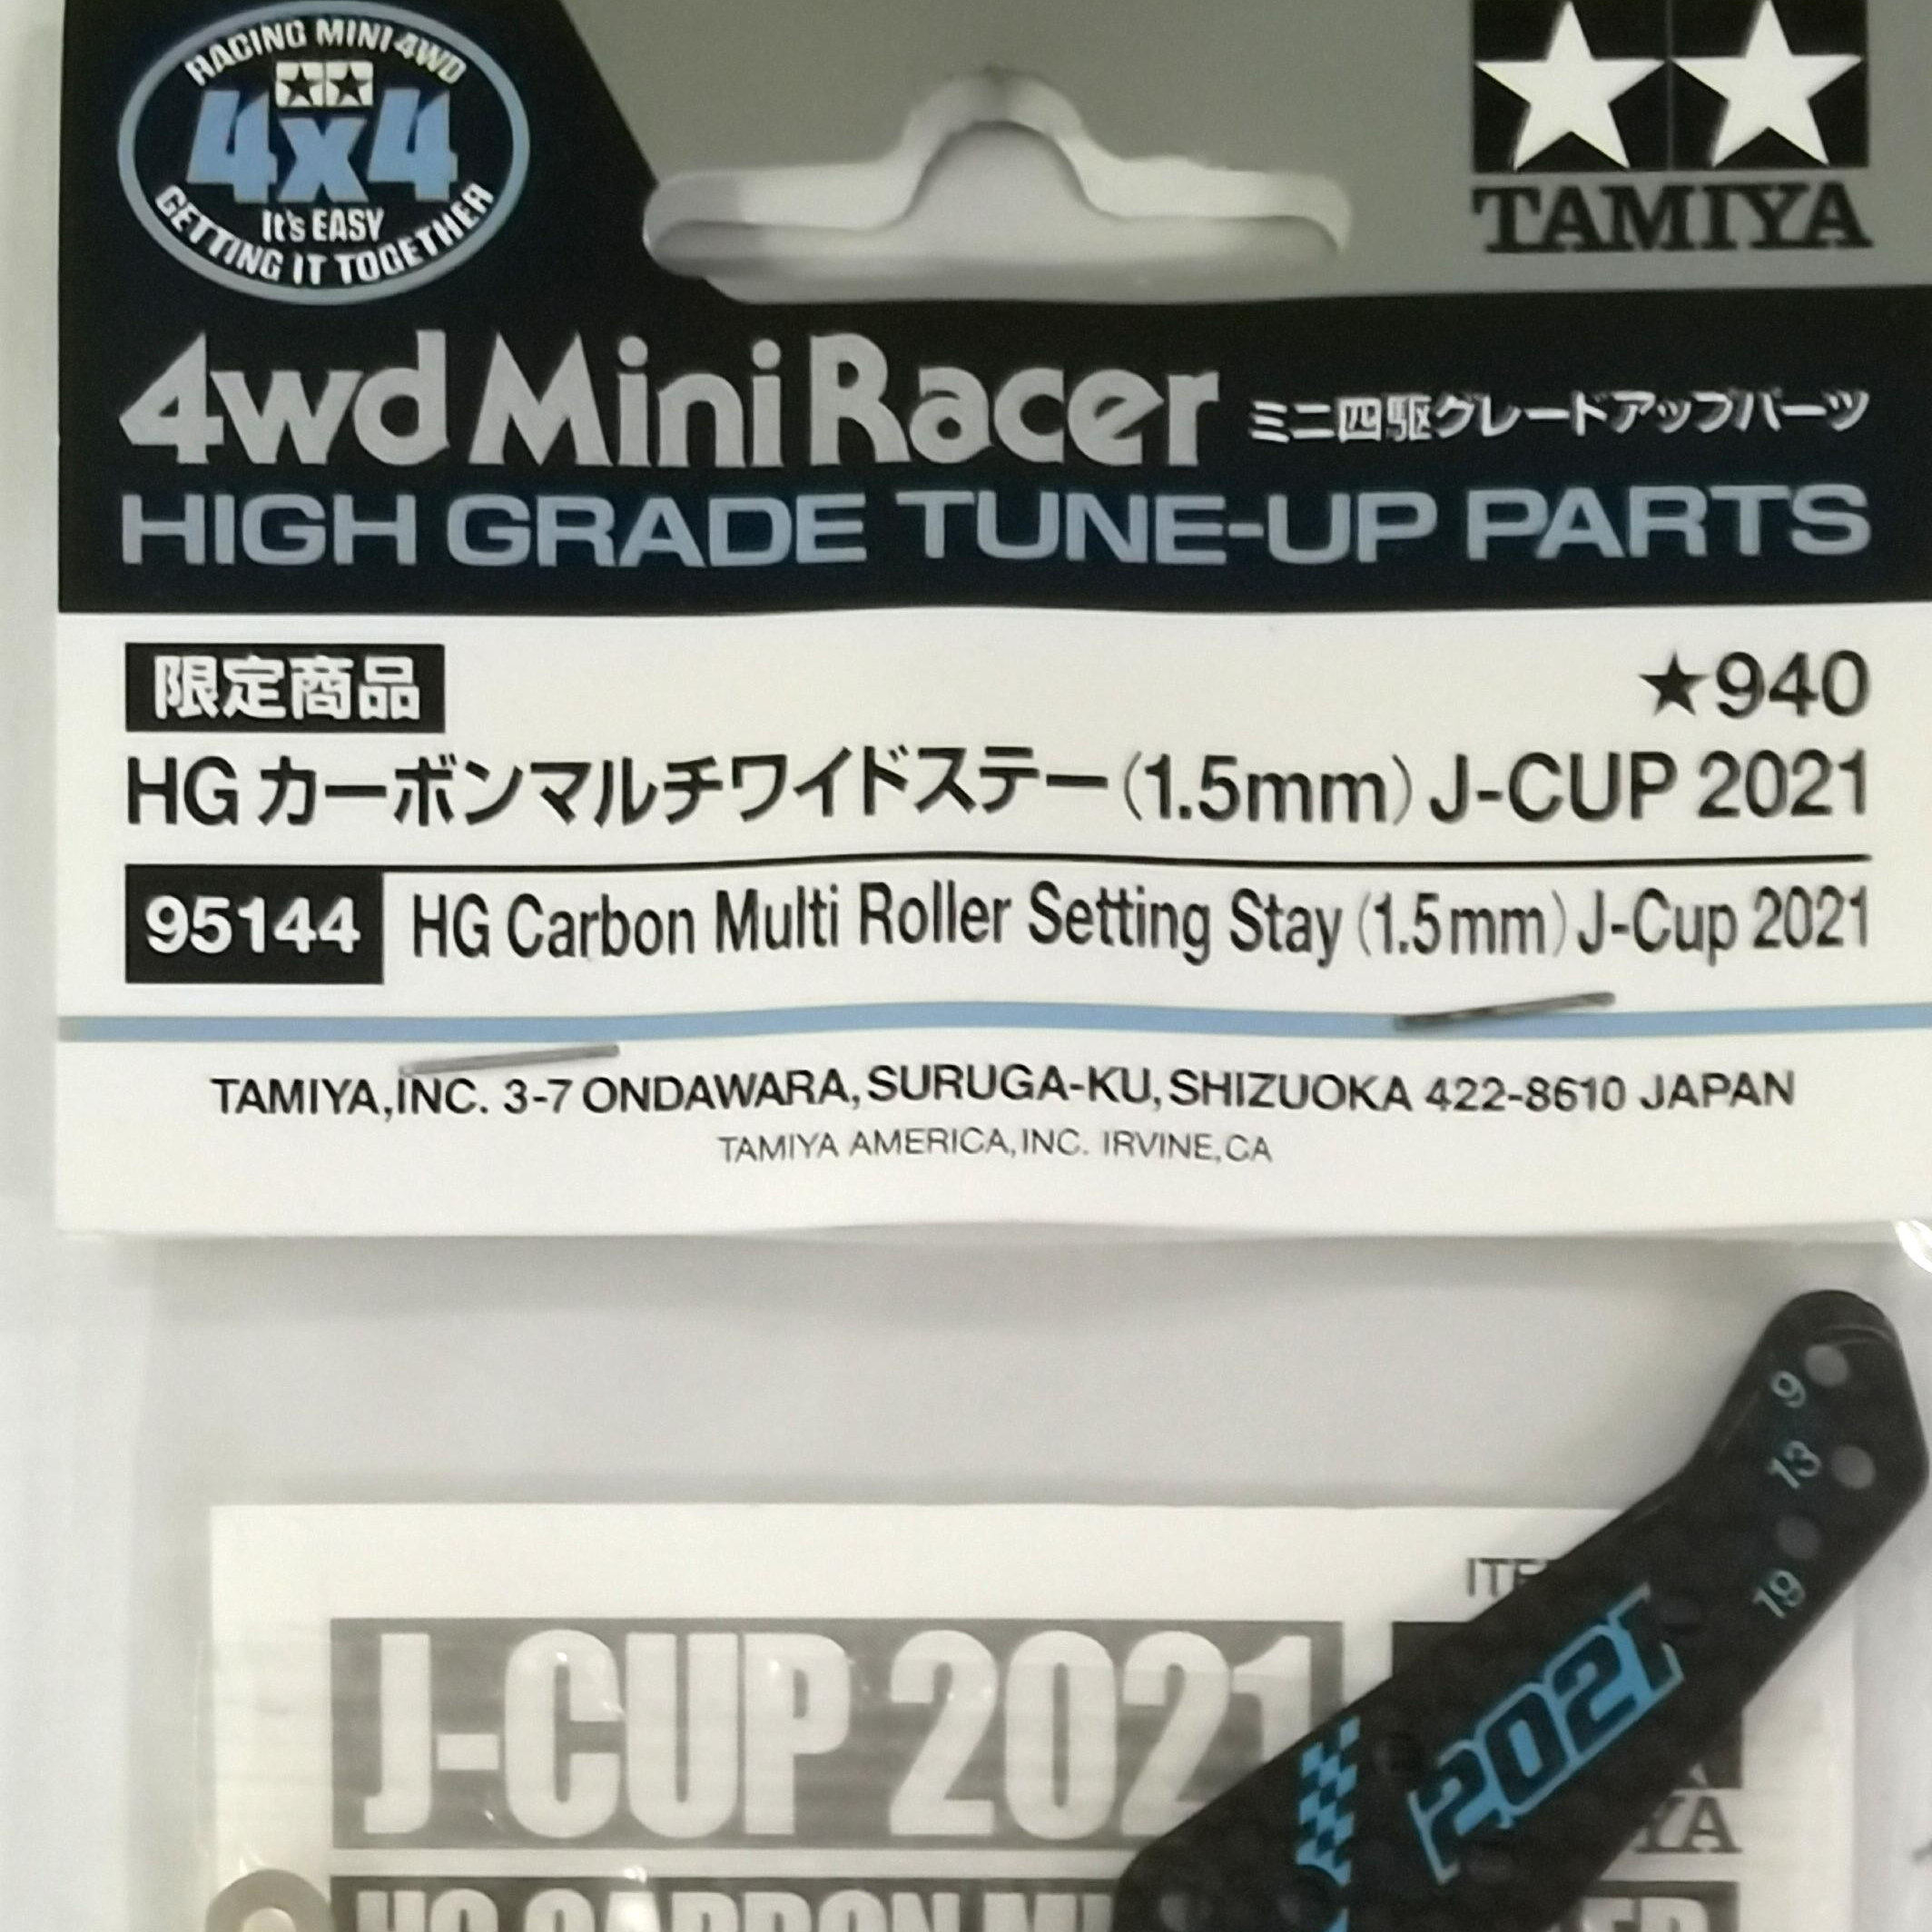 RACING MINI 4WD
4x4
It's EASY
GETTING IT TOGETHER
TAMIYA
4wd Mini Racer ミニ四駆グレードアップパーツ
HIGH GRADE TUNE-UP PARTS
限定商品
★940
HG カーボンマルチワイドステー(1.5mm) J-CUP 2021
95144 HG Carbon Multi Roller Setting Stay (1.5mm) J-Cup 2021
TAMIYA, INC. 3-7 ONDAWARA, SURUGA-KU, SHIZUOKA 422-8610 JAPAN
TAMIYA AMERICA, INC. IRVINE, CA
9
13
19
2021
J-CUP 2021
HG CARBON